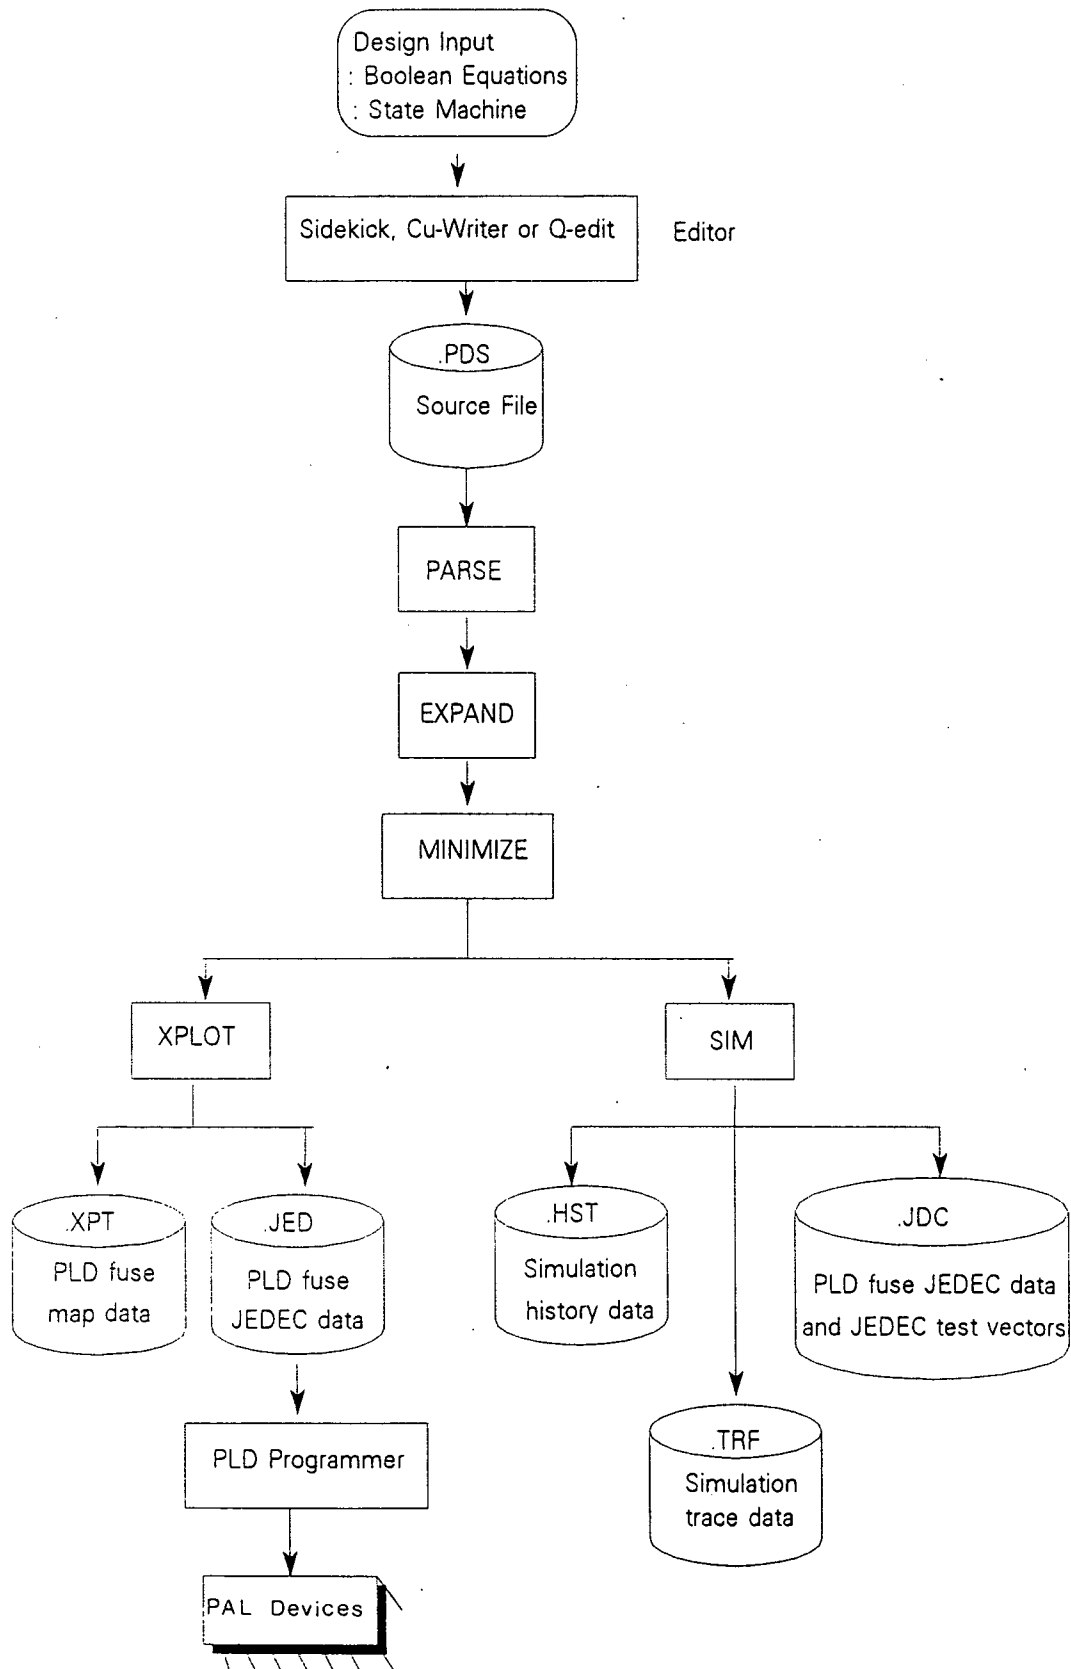 Design Input
: Boolean Equations
: State Machine
Sidekick, Cu-Writer or Q-edit
Editor
.PDS
Source File
PARSE
EXPAND
MINIMIZE
XPLOT
SIM
.XPT
PLD fuse
map data
.JED
PLD fuse
JEDEC data
.HST
Simulation
history data
.JDC
PLD fuse JEDEC data
and JEDEC test vectors
.TRF
Simulation
trace data
PLD Programmer
PAL Devices